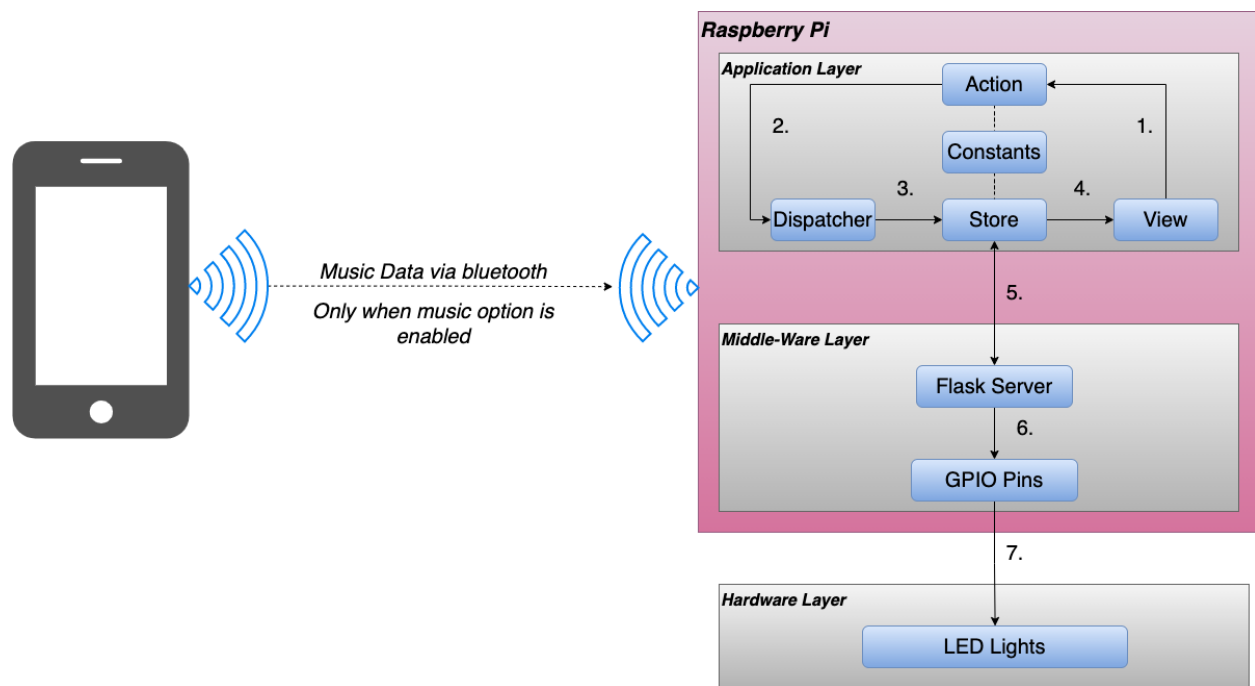 Raspberry Pi
Application Layer
Action
2.
1.
Constants
3.
4.
Dispatcher
Store
View
Music Data via bluetooth
Only when music option is
enabled
5.
Middle-Ware Layer
Flask Server
6.
GPIO Pins
7.
Hardware Layer
LED Lights